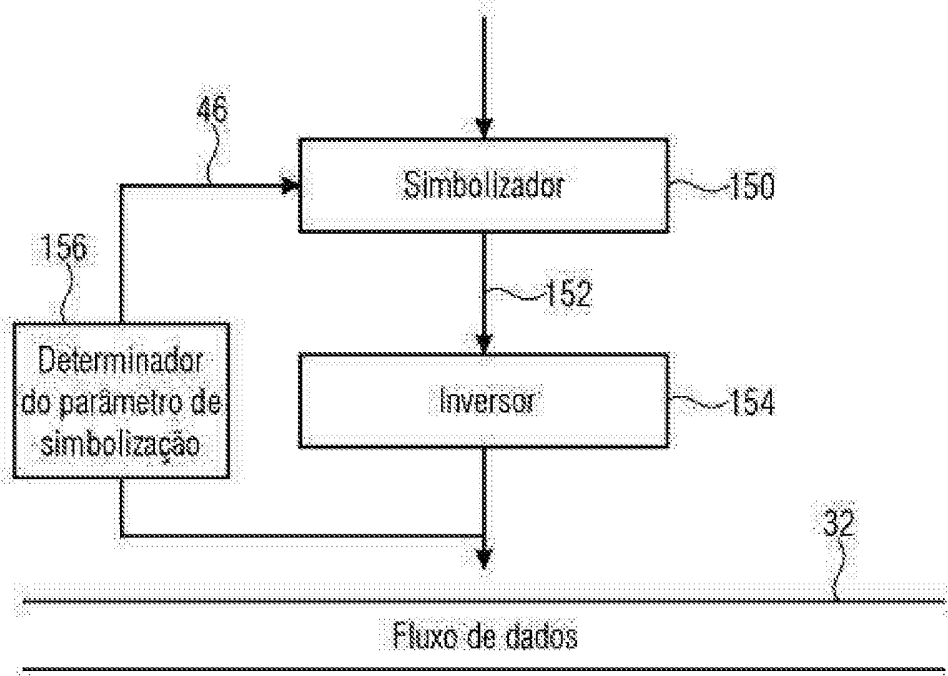 46
Simbolizador
150
156
152
Determinador
do parâmetro de
simbolização
Inversor
154
32
Fluxo de dados